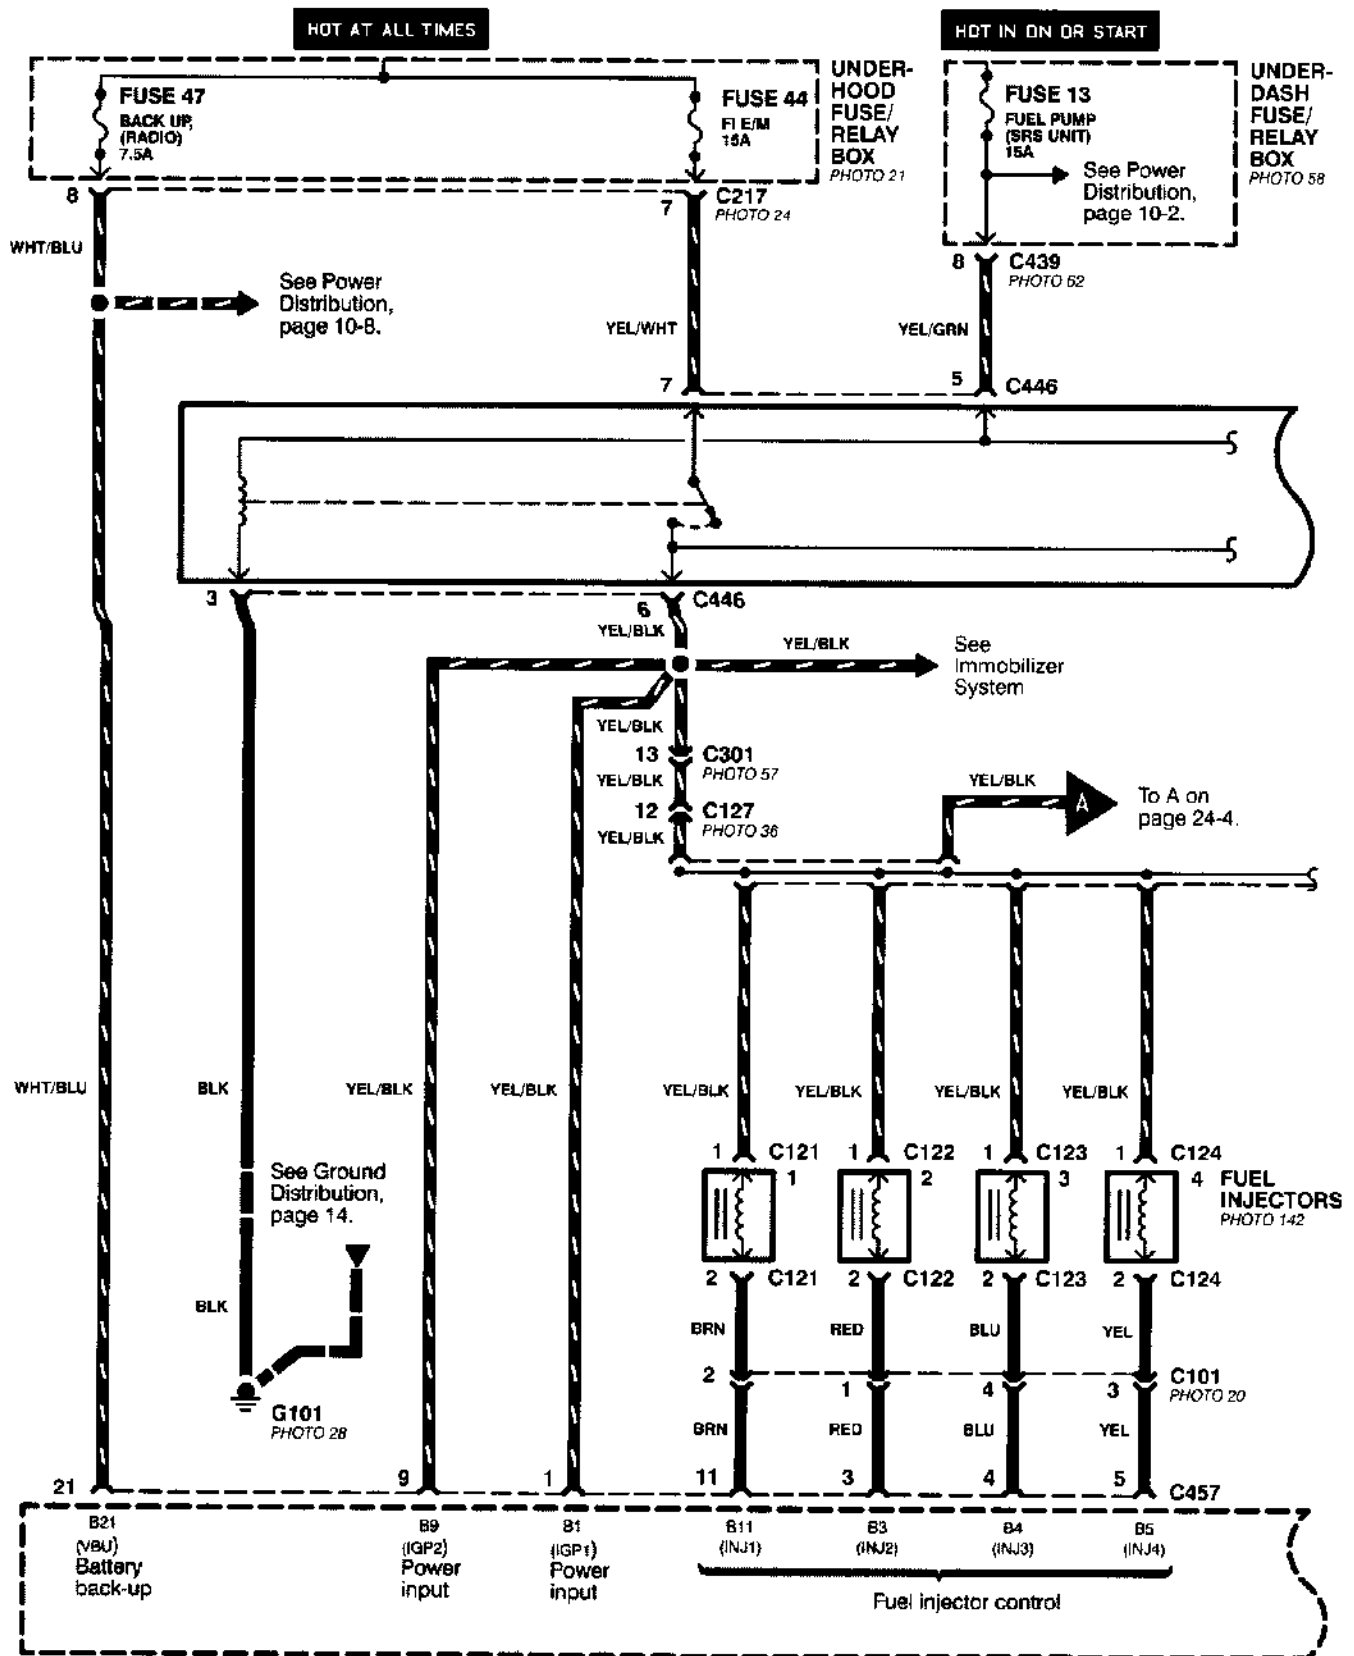 HOT AT ALL TIMES
HOT IN ON OR START
FUSE 47
BACK UP,
(RADIO)
7.5A
FUSE 44
FI E/M
15A
UNDER-
HOOD
FUSE/
RELAY
BOX
PHOTO 21
FUSE 13
FUEL PUMP
(SRS UNIT)
15A
See Power
Distribution,
page 10-2.
UNDER-
DASH
FUSE/
RELAY
BOX
PHOTO 58
8
7
C217
PHOTO 24
8
C439
PHOTO 62
WHT/BLU
See Power
Distribution,
page 10-8.
YEL/WHT
YEL/GRN
7
5
C446
3
6
C446
YEL/BLK
YEL/BLK
See
Immobilizer
System
YEL/BLK
13
C301
PHOTO 57
YEL/BLK
12
C127
PHOTO 36
YEL/BLK
YEL/BLK
A
To A on
page 24-4.
WHT/BLU
BLK
YEL/BLK
YEL/BLK
YEL/BLK
YEL/BLK
YEL/BLK
YEL/BLK
1 C121
1 C122
1 C123
1 C124
1
2
3
4
FUEL
INJECTORS
PHOTO 142
See Ground
Distribution,
page 14.
2 C121
2 C122
2 C123
2 C124
BLK
BRN
RED
BLU
YEL
2
1
4
3
C101
PHOTO 20
G101
PHOTO 28
BRN
RED
BLU
YEL
21
9
1
11
3
4
5
C457
B21
(VBU)
Battery
back-up
B9
(IGP2)
Power
input
B1
(IGP1)
Power
input
B11
(INJ1)
B3
(INJ2)
B4
(INJ3)
B5
(INJ4)
Fuel injector control